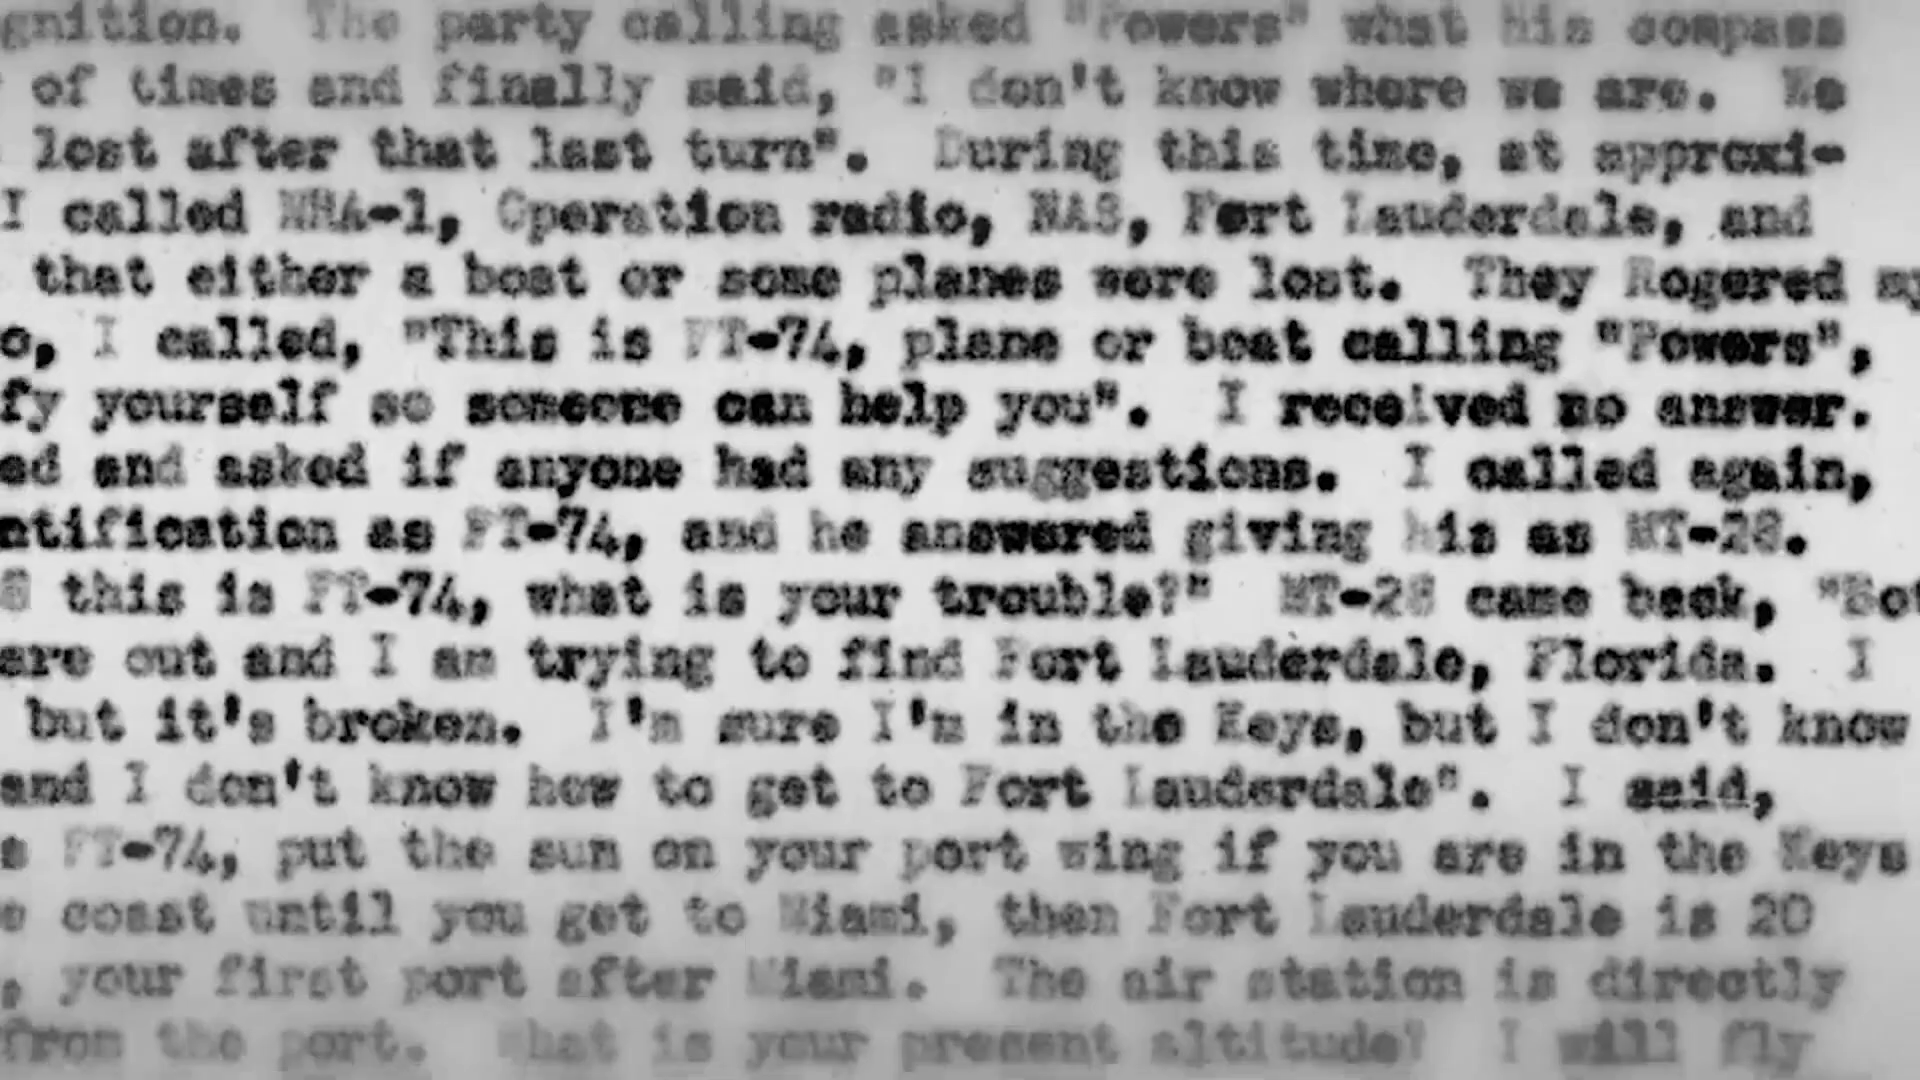 gnition. The party calling asked "Powers" what his compass
of times and finally said, "I don't know where we are. We
lost after that last turn". During this time, at approxi-
I called NHA-1, Operation radio, NAS, Fort Lauderdale, and
that either a boat or some planes were lost. They Rogered my
o, I called, "This is FT-74, plane or boat calling "Powers",
fy yourself so someone can help you". I received no answer.
ed and asked if anyone had any suggestions. I called again,
ntification as FT-74, and he answered giving his as MT-28.
8 this is FT-74, what is your trouble?" MT-28 came back, "Bot
are out and I am trying to find Fort Lauderdale, Florida. I
but it's broken. I'm sure I'm in the Keys, but I don't know
and I don't know how to get to Fort Lauderdale". I said,
s FT-74, put the sun on your port wing if you are in the Keys
e coast until you get to Miami, then Fort Lauderdale is 20
, your first port after Miami. The air station is directly
from the port. What is your present altitude? I will fly